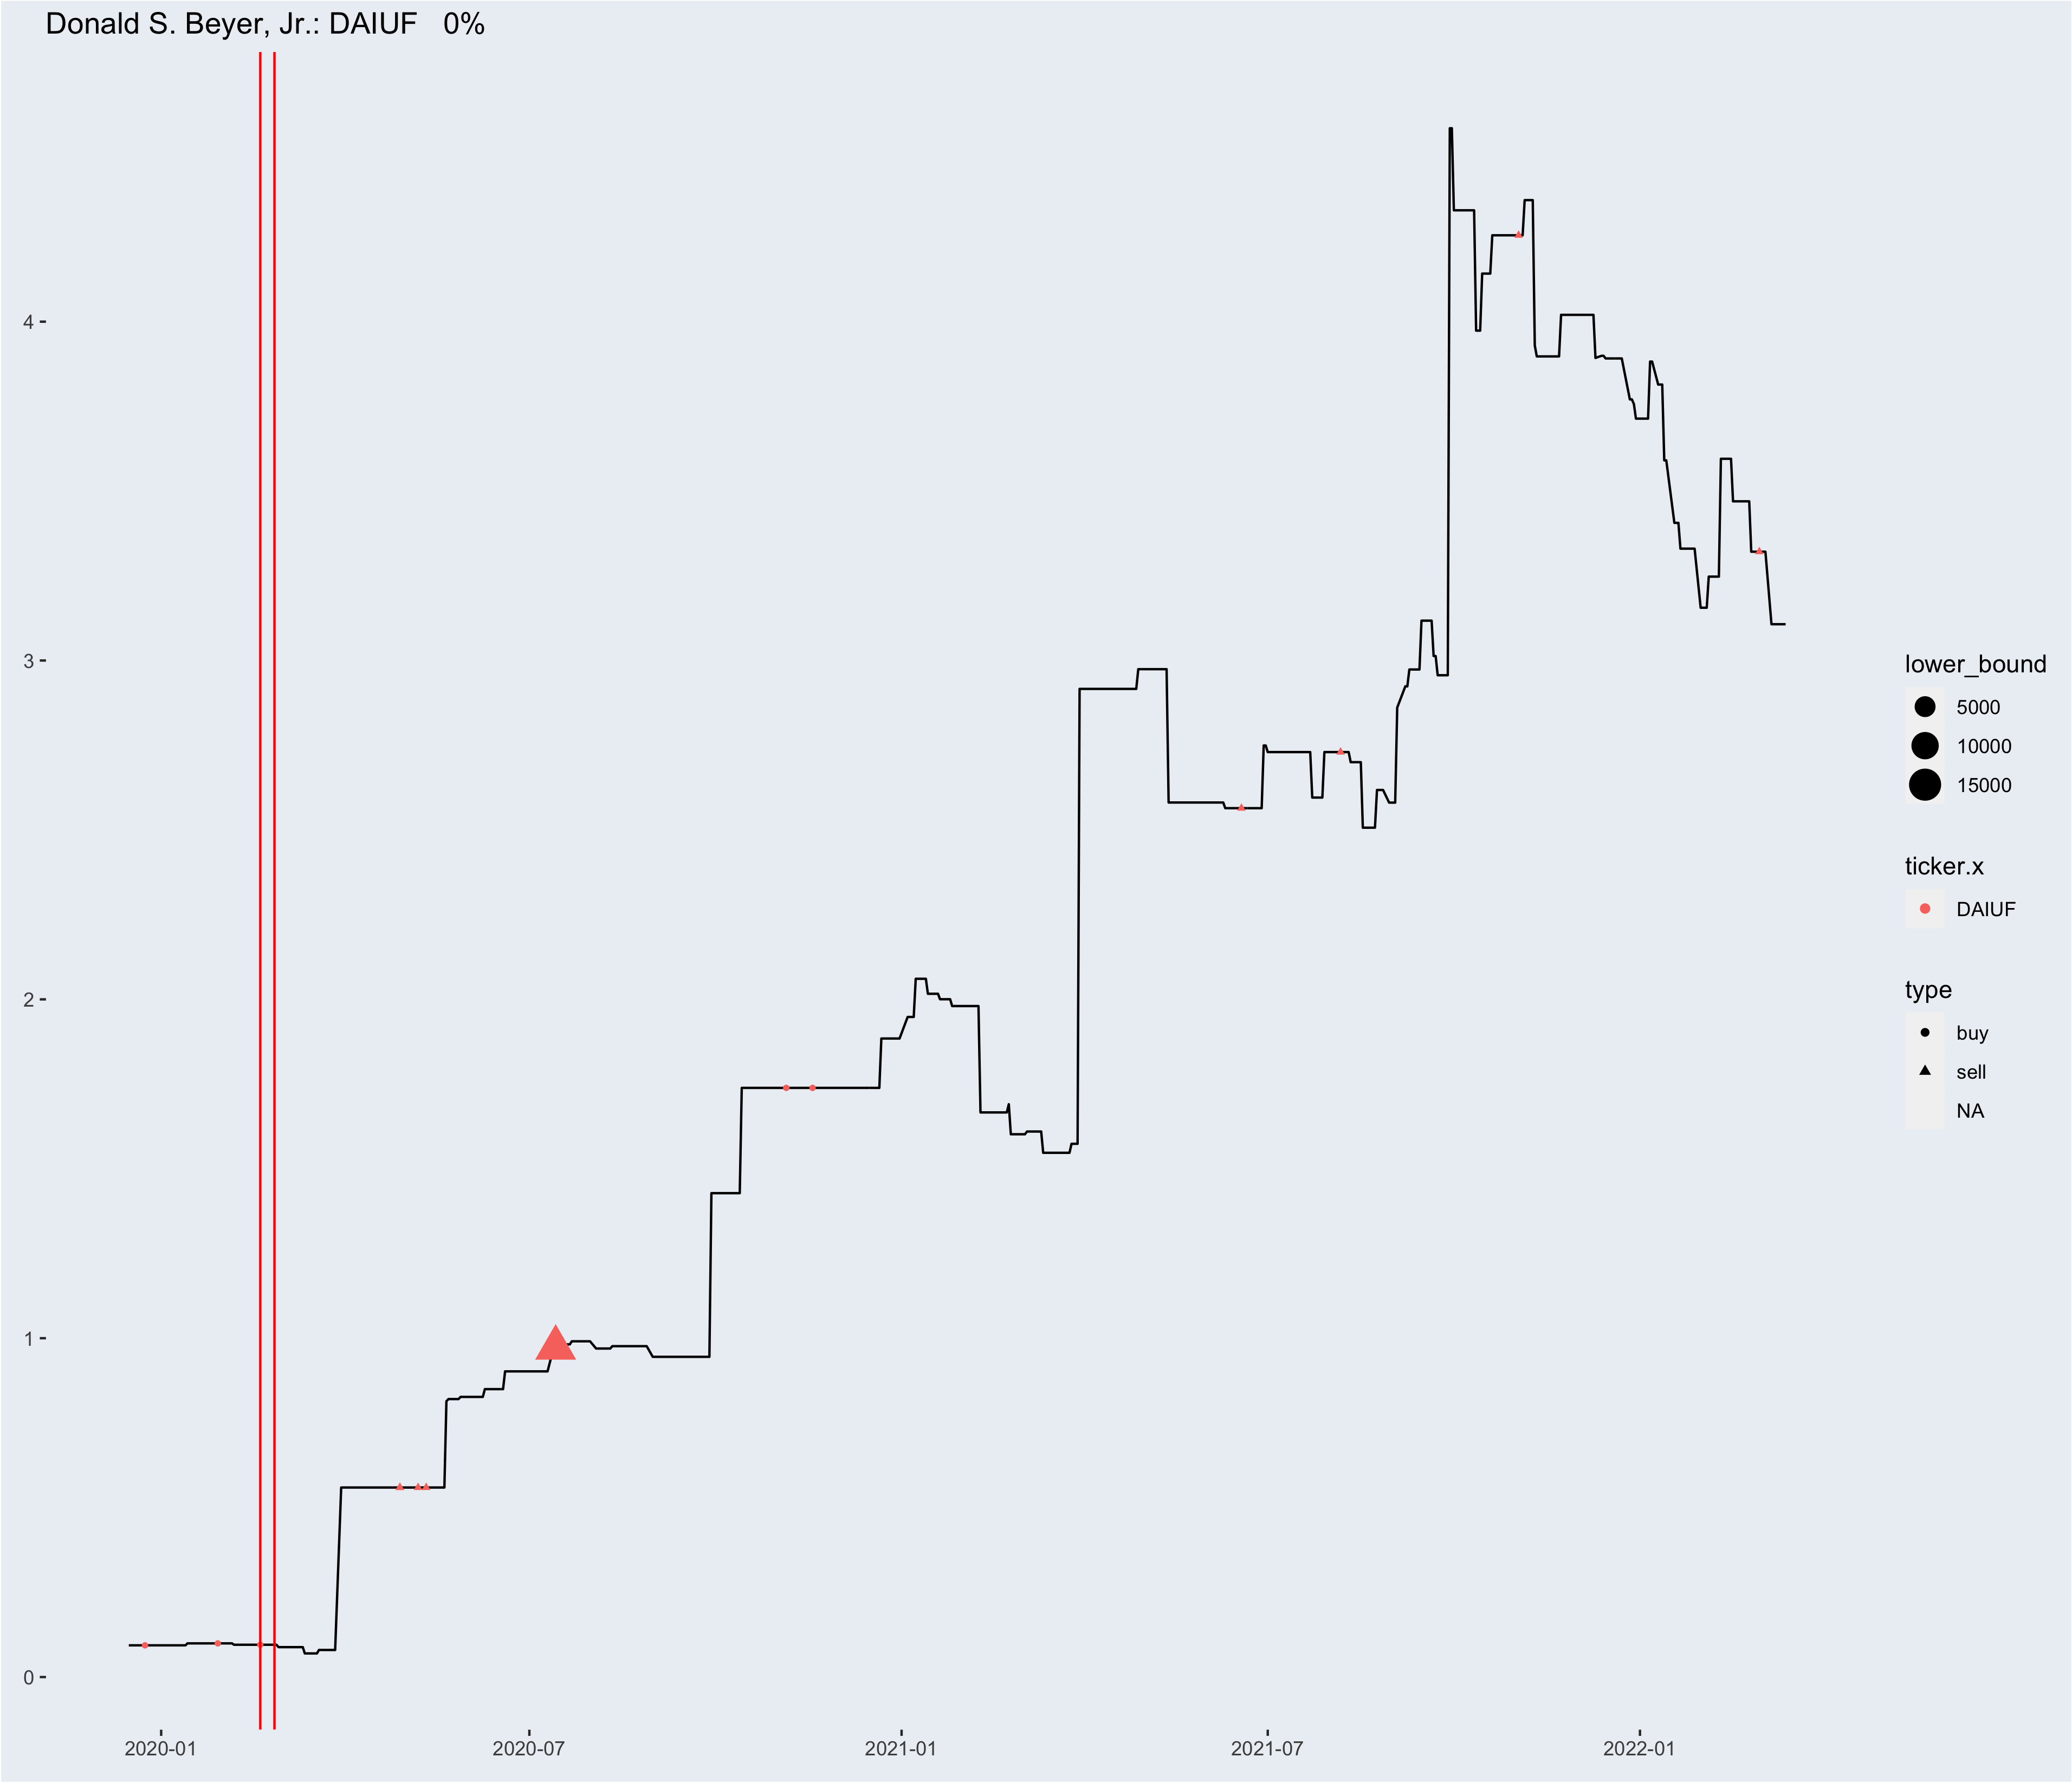 Donald S. Beyer, Jr.: DAIUF 0%
4
3
2
1
0
2020-01
2020-07
2021-01
2021-07
2022-01
lower_bound
5000
10000
15000
ticker.x
DAIUF
type
buy
sell
NA